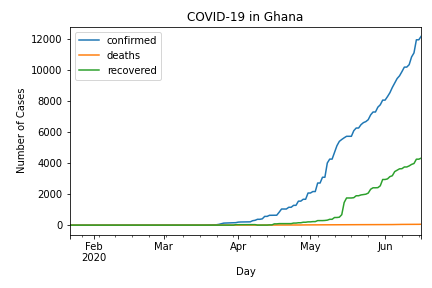 COVID-19 in Ghana
confirmed
deaths
recovered
Number of Cases
12000
10000
8000
6000
4000
2000
0
Feb
2020
Mar
Apr
May
Jun
Day